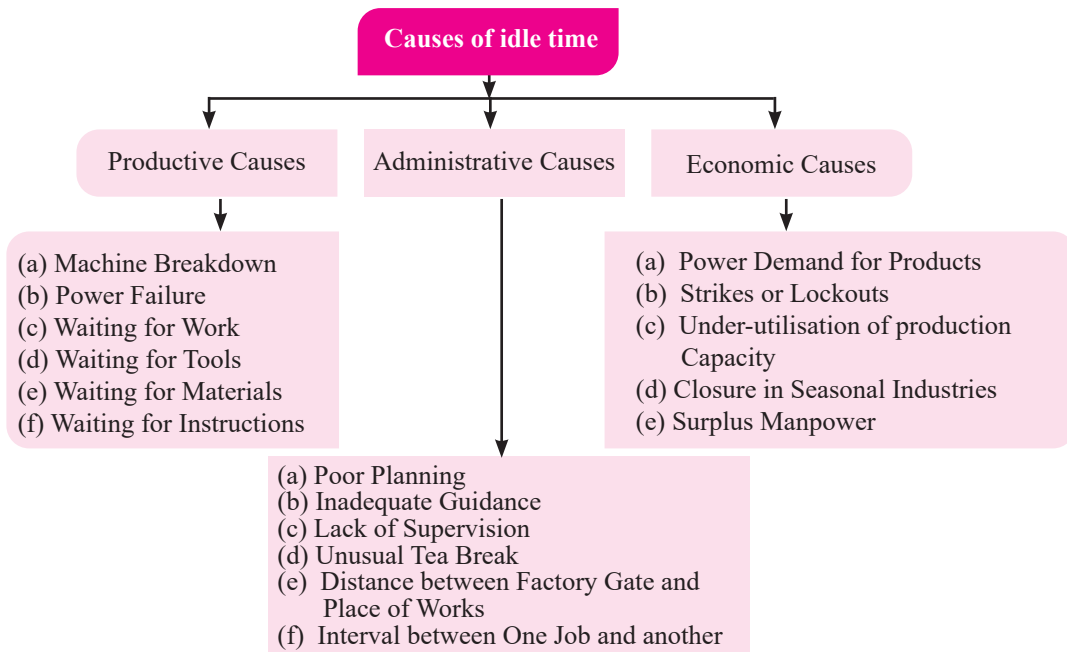 Causes of idle time
Productive Causes
Administrative Causes
Economic Causes
(a) Machine Breakdown
(b) Power Failure
(c) Waiting for Work
(d) Waiting for Tools
(e) Waiting for Materials
(f) Waiting for Instructions
(a) Power Demand for Products
(b) Strikes or Lockouts
(c) Under-utilisation of production
Capacity
(d) Closure in Seasonal Industries
(e) Surplus Manpower
(a) Poor Planning
(b) Inadequate Guidance
(c) Lack of Supervision
(d) Unusual Tea Break
(e) Distance between Factory Gate and
Place of Works
(f) Interval between One Job and another